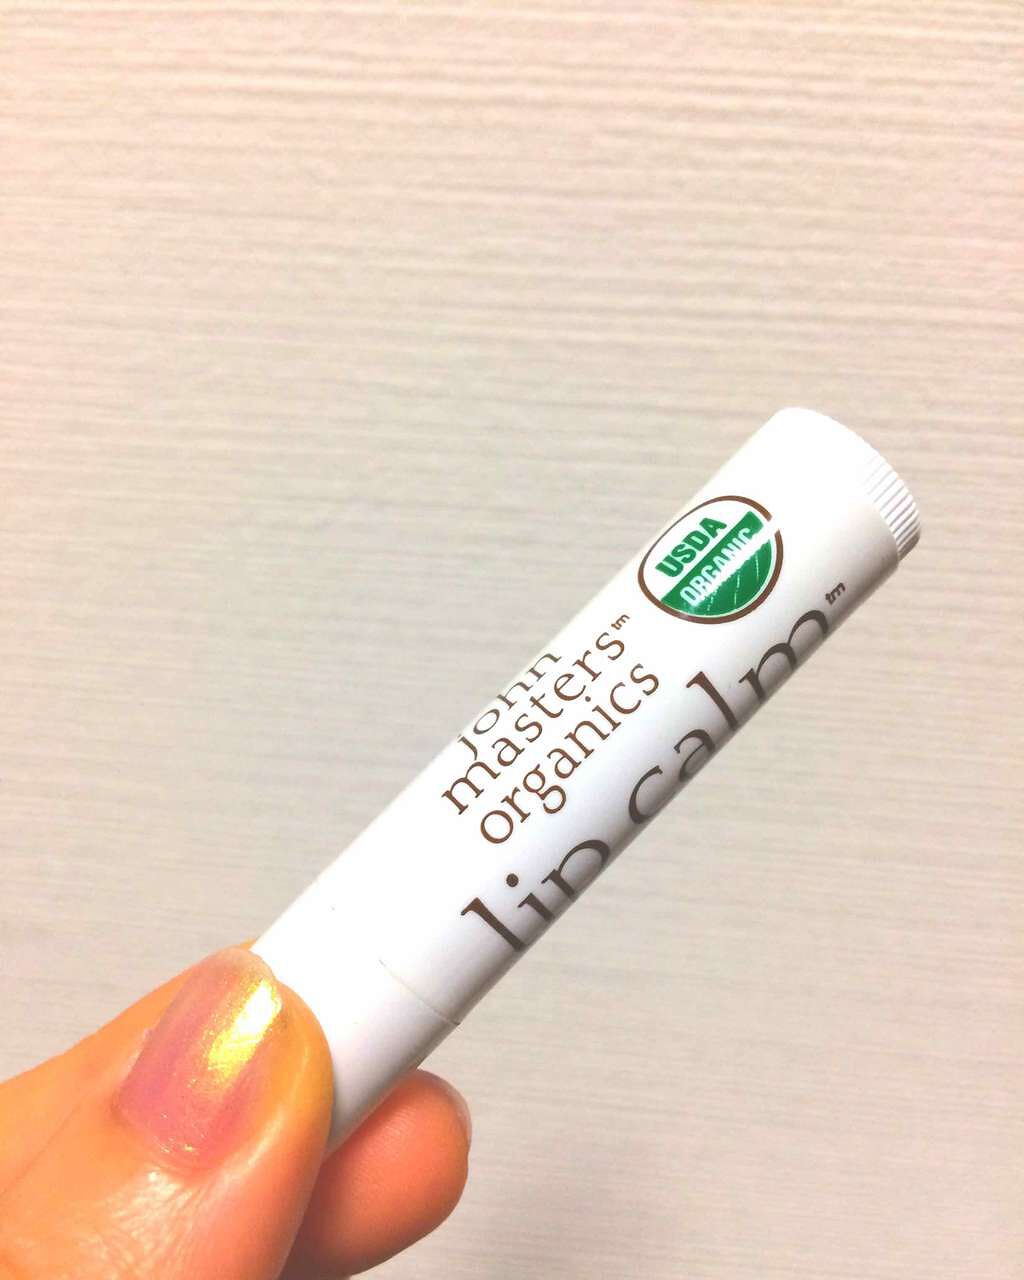 USDA
ORGANIC
john
masters™
organics
lip calm™